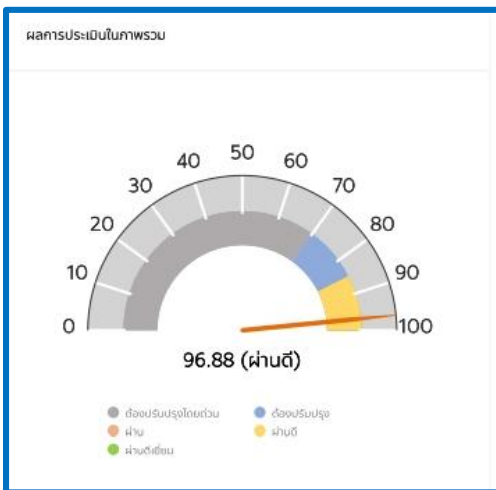 ผลการประเมินในภาพรวม
50
40
60
30
70
20
80
10
90
0
100
96.88 (ผ่านดี)
ต้องปรับปรุงโดยด่วน
ต้องปรับปรุง
ผ่าน
ผ่านดี
ผ่านดีเยี่ยม